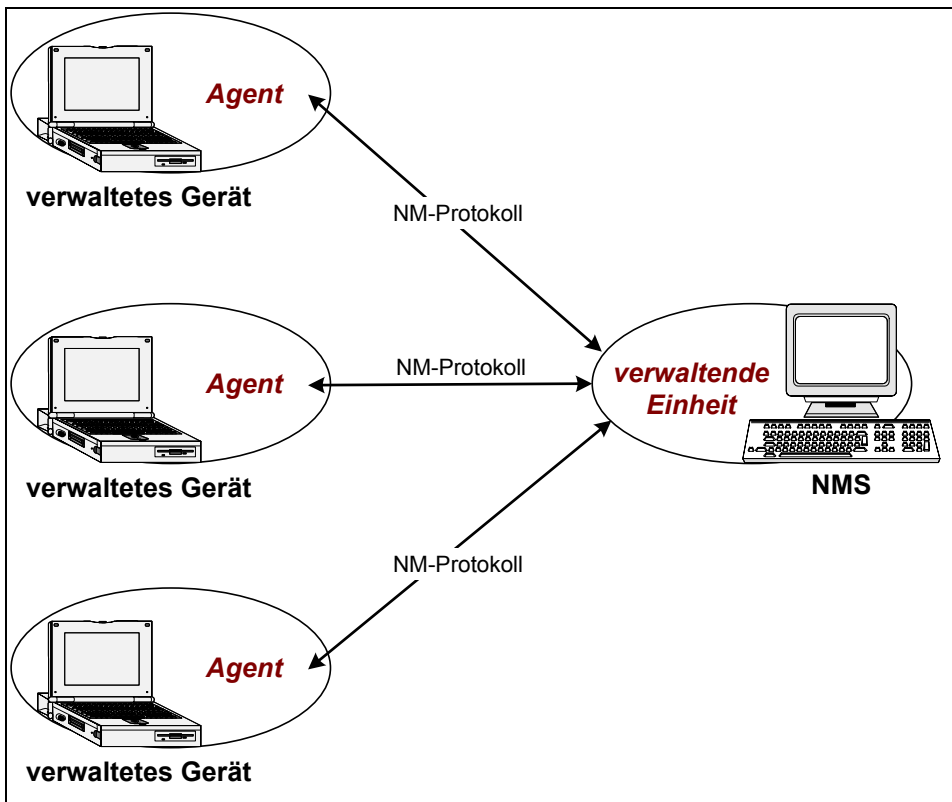 Agent
verwaltetes Gerät
NM-Protokoll
Agent
verwaltetes Gerät
NM-Protokoll
verwaltende
Einheit
NMS
NM-Protokoll
Agent
verwaltetes Gerät